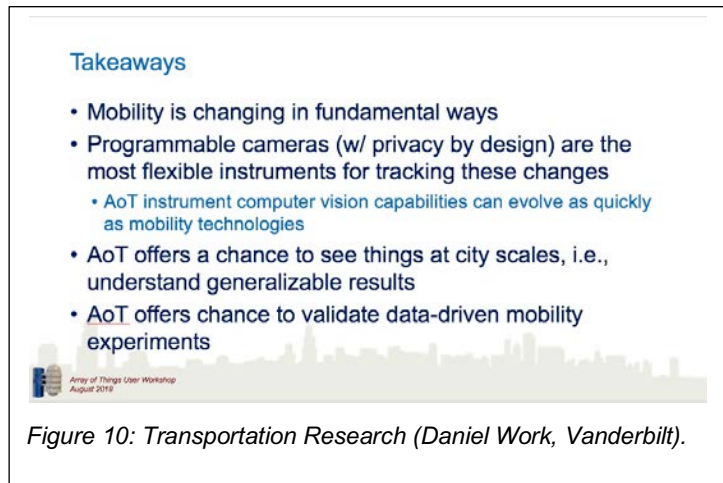 Takeaways
• Mobility is changing in fundamental ways
• Programmable cameras (w/ privacy by design) are the
most flexible instruments for tracking these changes
• AoT instrument computer vision capabilities can evolve as quickly
as mobility technologies
• AoT offers a chance to see things at city scales, i.e.,
understand generalizable results
• AoT offers chance to validate data-driven mobility
experiments
Array of Things User Workshop
August 2018
Figure 10: Transportation Research (Daniel Work, Vanderbilt).